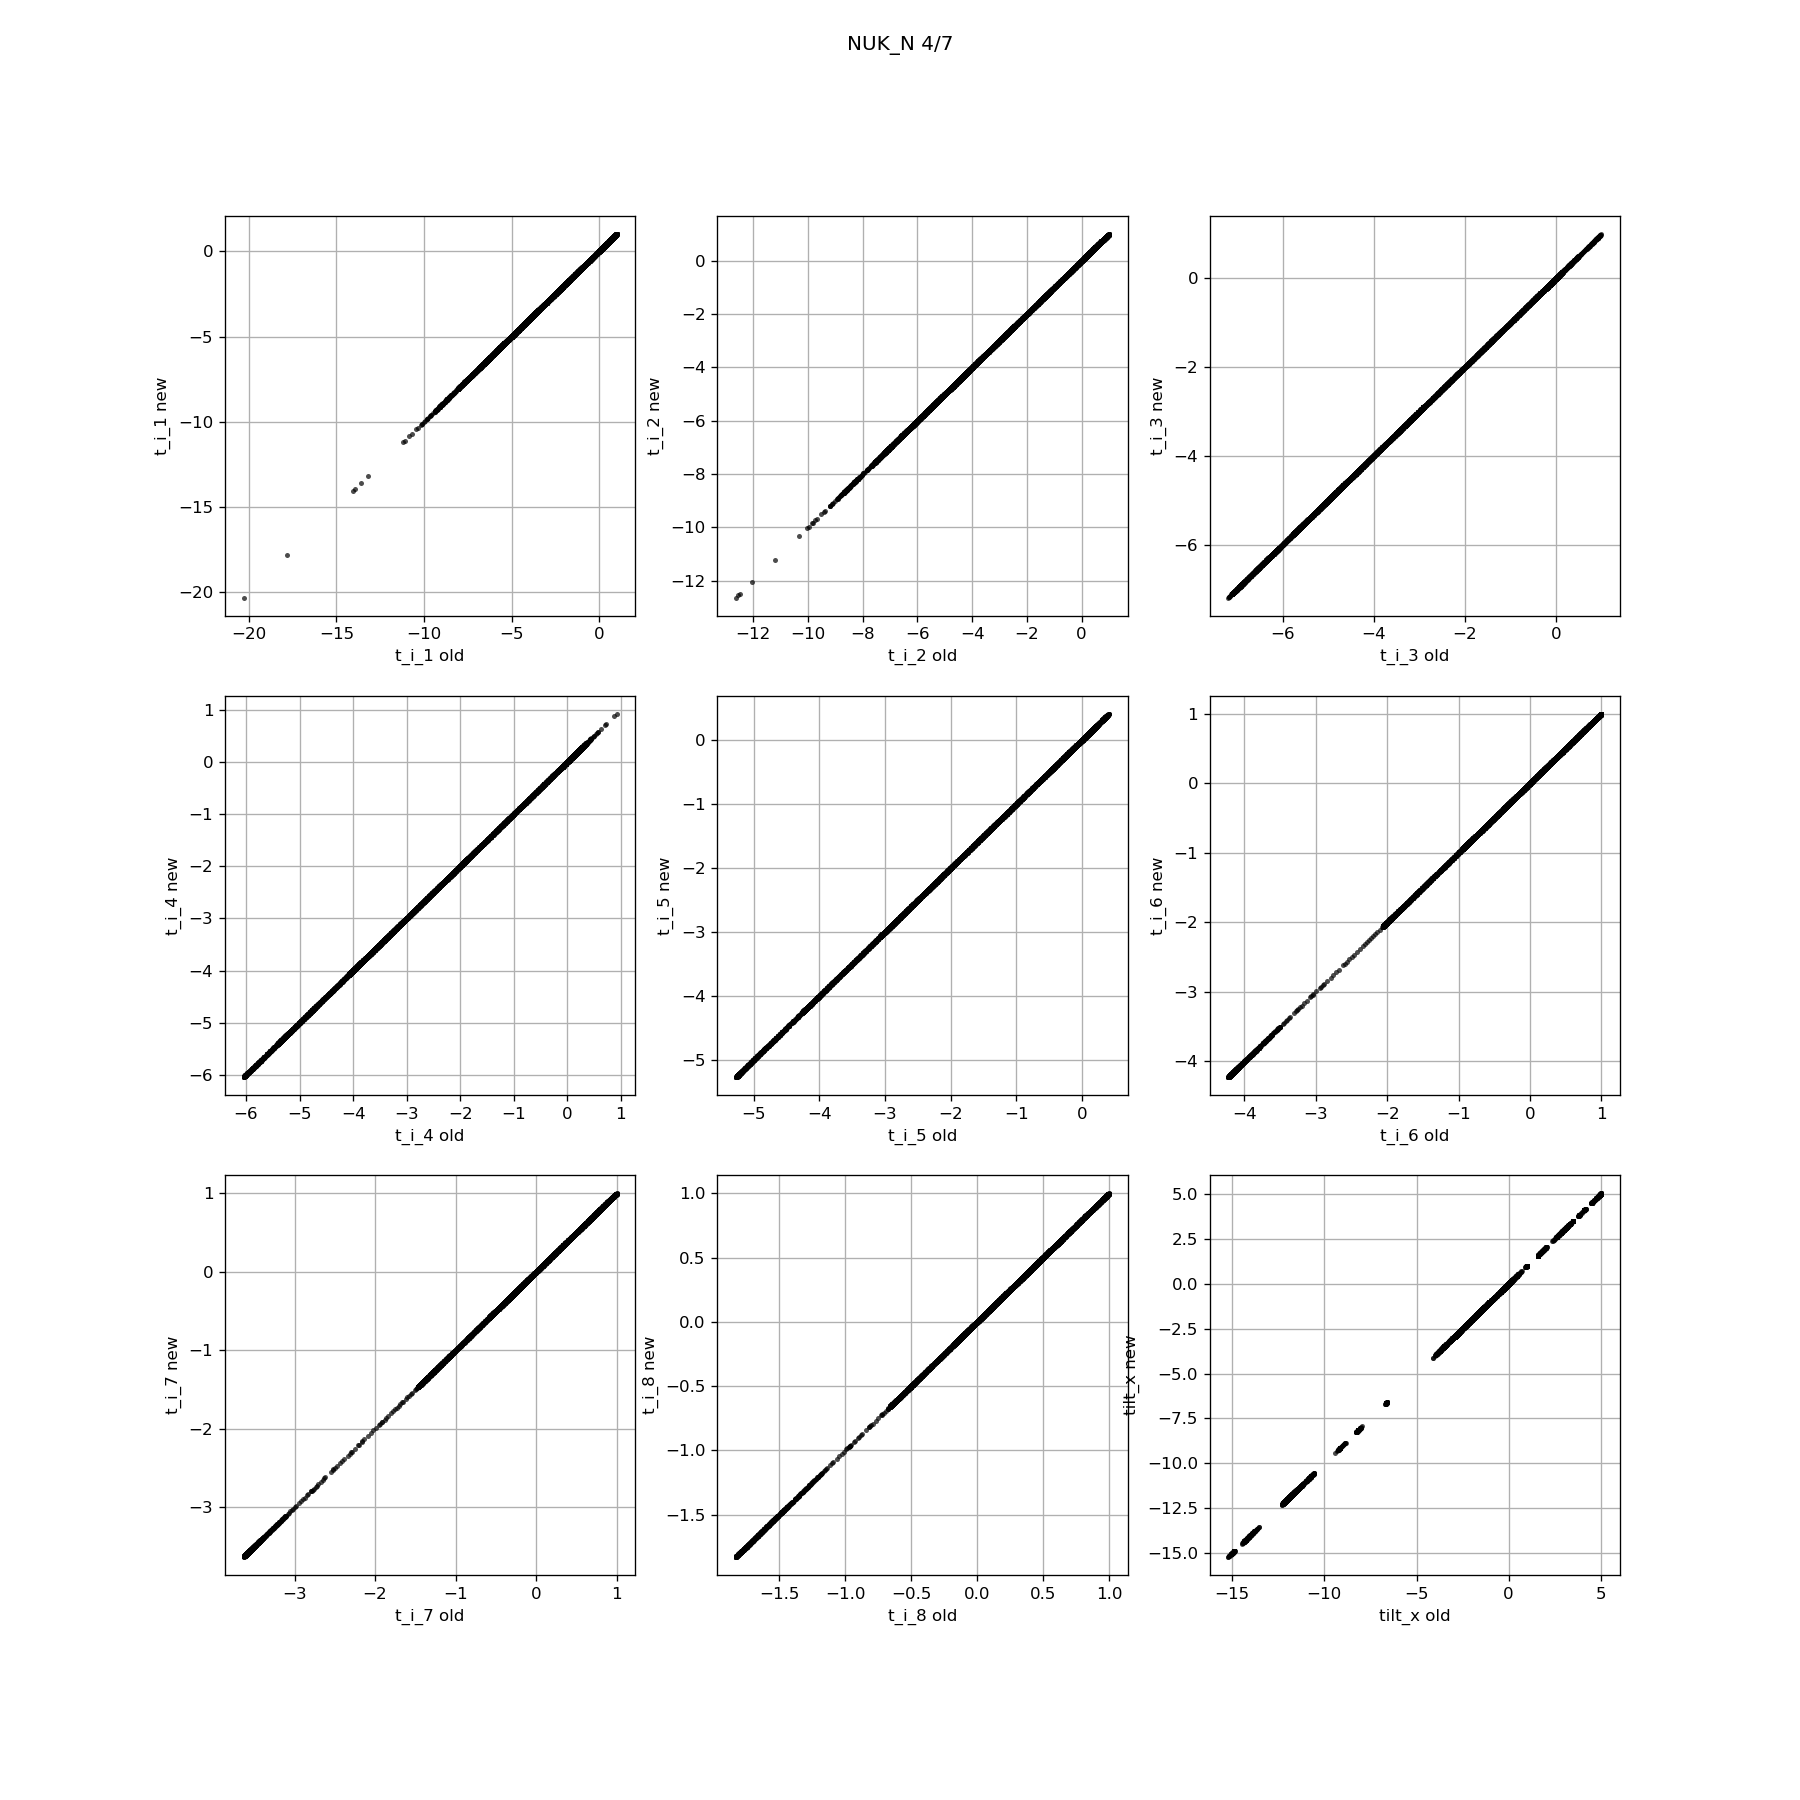 NUK_N 4/7
0
−5
−10
−15
−20
t_i_1 new
−20 −15 −10 −5 0
t_i_1 old
0
−2
−4
−6
−8
−10
−12
t_i_2 new
−12 −10 −8 −6 −4 −2 0
t_i_2 old
0
−2
−4
−6
t_i_3 new
−6 −4 −2 0
t_i_3 old
1
0
−1
−2
−3
−4
−5
−6
t_i_4 new
−6 −5 −4 −3 −2 −1 0 1
t_i_4 old
0
−1
−2
−3
−4
−5
t_i_5 new
−5 −4 −3 −2 −1 0
t_i_5 old
1
0
−1
−2
−3
−4
t_i_6 new
−4 −3 −2 −1 0 1
t_i_6 old
1
0
−1
−2
−3
t_i_7 new
−3 −2 −1 0 1
t_i_7 old
1.0
0.5
0.0
−0.5
−1.0
−1.5
t_i_8 new
−1.5 −1.0 −0.5 0.0 0.5 1.0
t_i_8 old
5.0
2.5
0.0
−2.5
−5.0
−7.5
−10.0
−12.5
−15.0
tilt_x new
−15 −10 −5 0 5
tilt_x old